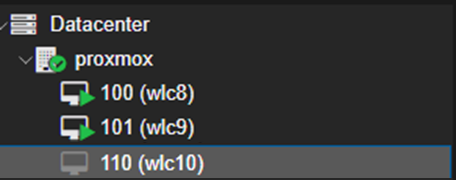 Datacenter
proxmox
100 (wlc8)
101 (wlc9)
110 (wlc10)